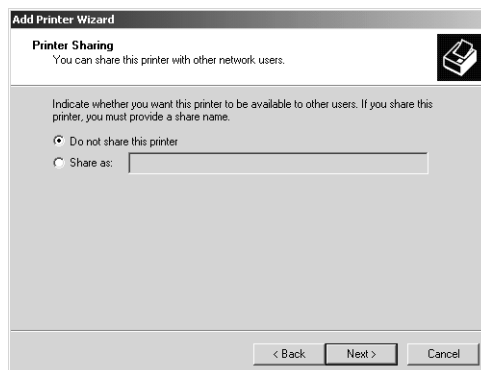 Add Printer Wizard
Printer Sharing
You can share this printer with other network users.
Indicate whether you want this printer to be available to other users. If you share this
printer, you must provide a share name.
Do not share this printer
Share as:
< Back Next > Cancel